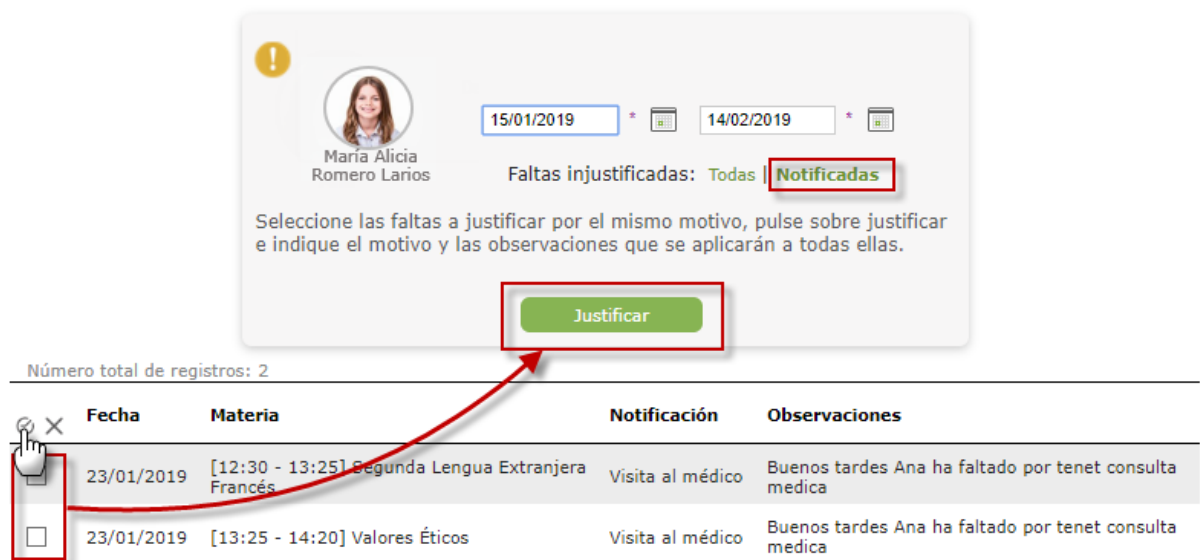 15/01/2019 * 14/02/2019 *
María Alicia
Romero Larios
Faltas injustificadas: Todas | Notificadas
Seleccione las faltas a justificar por el mismo motivo, pulse sobre justificar
e indique el motivo y las observaciones que se aplicarán a todas ellas.
Justificar
Número total de registros: 2
Fecha Materia Notificación Observaciones
23/01/2019 [12:30 - 13:25] Segunda Lengua Extranjera Visita al médico Buenos tardes Ana ha faltado por tenet consulta
Francés medica
23/01/2019 [13:25 - 14:20] Valores Éticos Visita al médico Buenos tardes Ana ha faltado por tenet consulta
medica